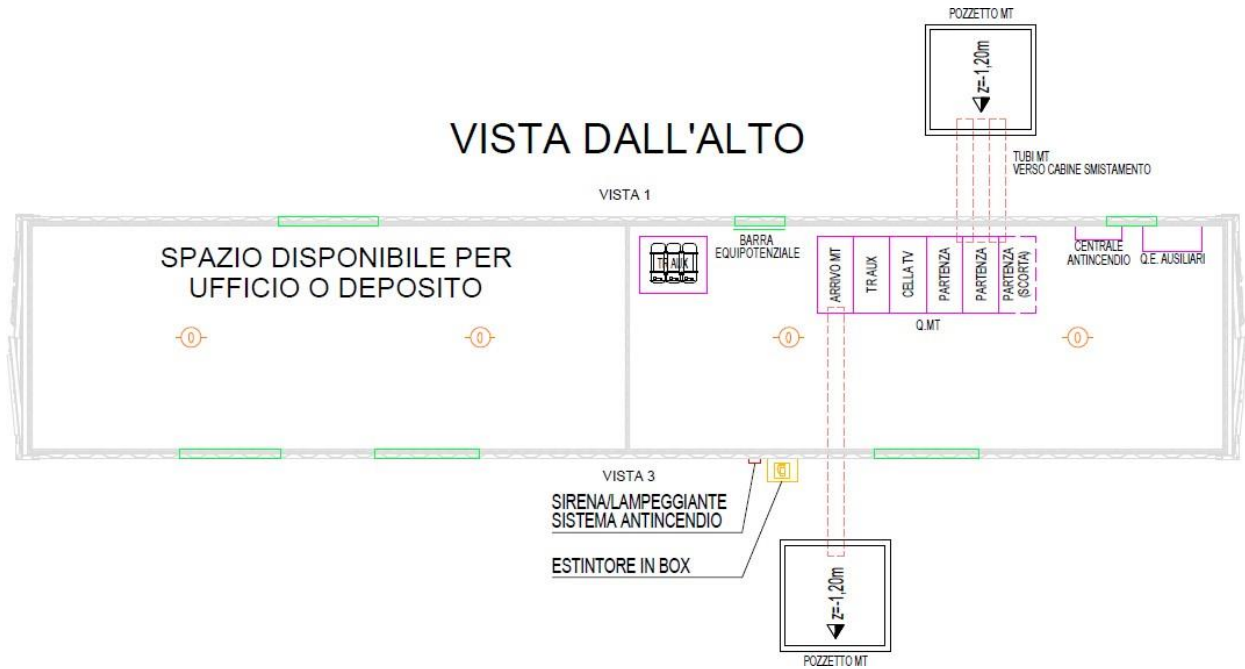 POZZETTO MT
z=-1,20m
VISTA DALL'ALTO
TUBI MT
VERSO CABINE SMISTAMENTO
VISTA 1
SPAZIO DISPONIBILE PER
UFFICIO O DEPOSITO
TR AUX
BARRA
EQUIPOTENZIALE
ARRIVO MT
TR AUX
CELLA TV
PARTENZA
PARTENZA
PARTENZA
(SCORTA)
Q.MT
CENTRALE
ANTINCENDIO
Q.E. AUSILIARI
VISTA 3
SIRENA/LAMPEGGIANTE
SISTEMA ANTINCENDIO
ESTINTORE IN BOX
z=-1,20m
POZZETTO MT